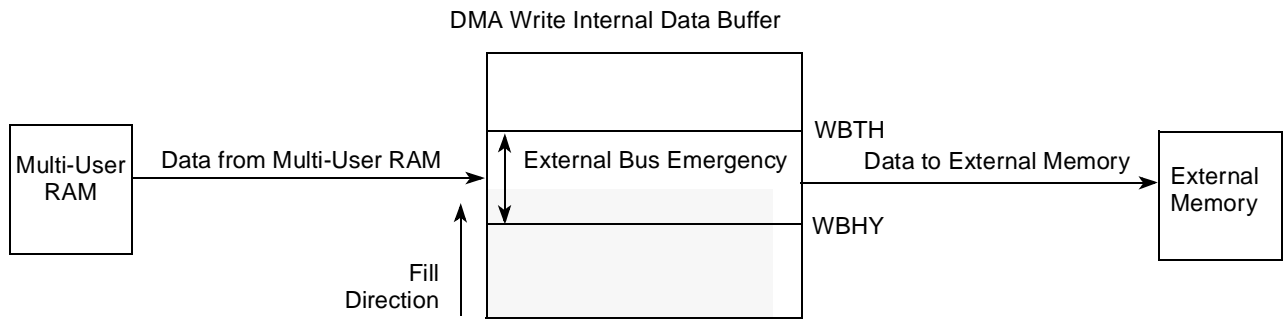 DMA Write Internal Data Buffer
WBTH
Multi-User
RAM
Data from Multi-User RAM
External Bus Emergency
Data to External Memory
External
Memory
WBHY
Fill
Direction